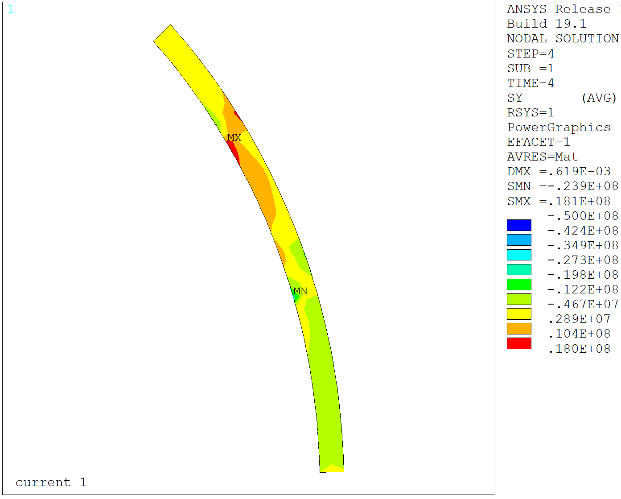 1
ANSYS Release
Build 19.1
NODAL SOLUTION
STEP=4
SUB =1
TIME=4
SY (AVG)
RSYS=1
PowerGraphics
EFACET=1
AVRES=Mat
DMX =.619E-03
SMN =-.239E+08
SMX =.181E+08
-.500E+08
-.424E+08
-.349E+08
-.273E+08
-.198E+08
-.122E+08
-.467E+07
.289E+07
.104E+08
.180E+08
MX
MN
current 1